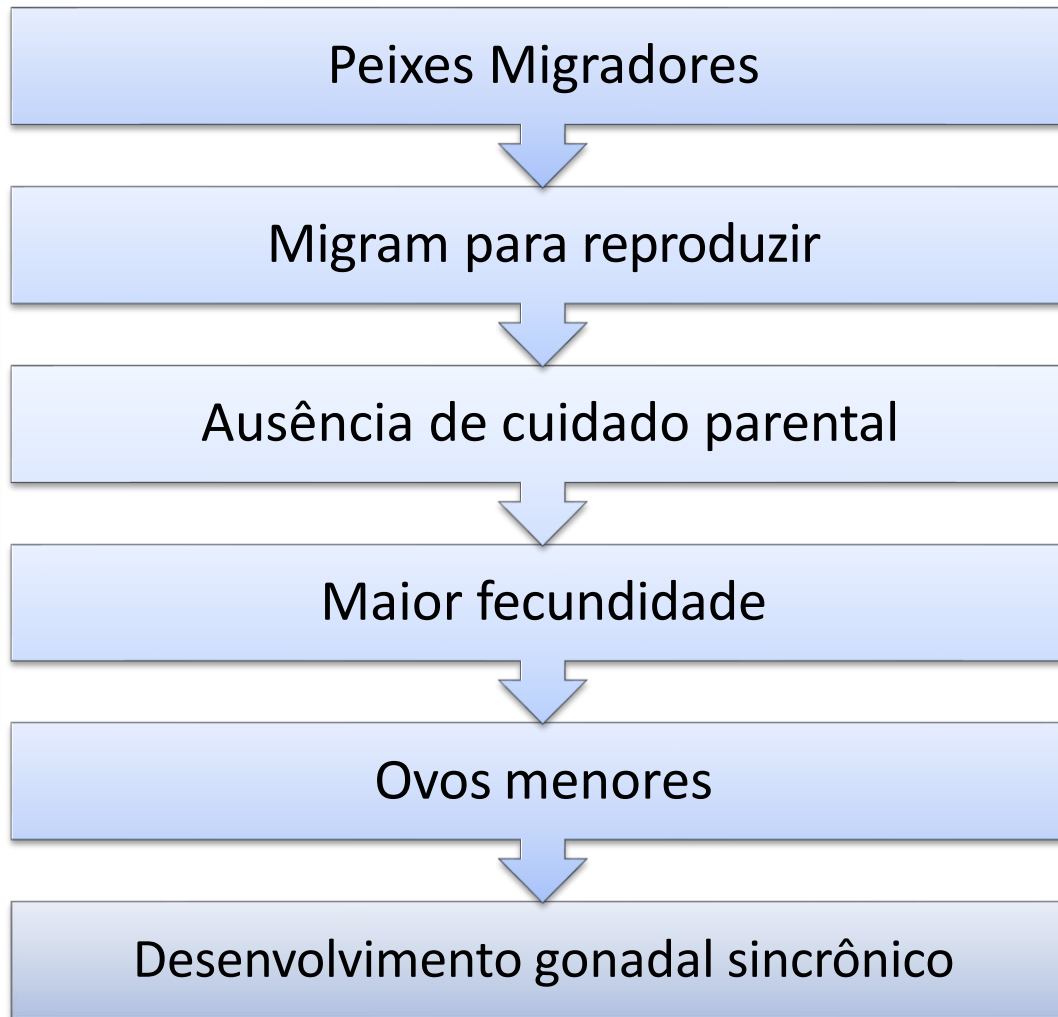 Peixes Migradores
Migram para reproduzir
Ausência de cuidado parental
Maior fecundidade
Ovos menores
Desenvolvimento gonadal sincrônico